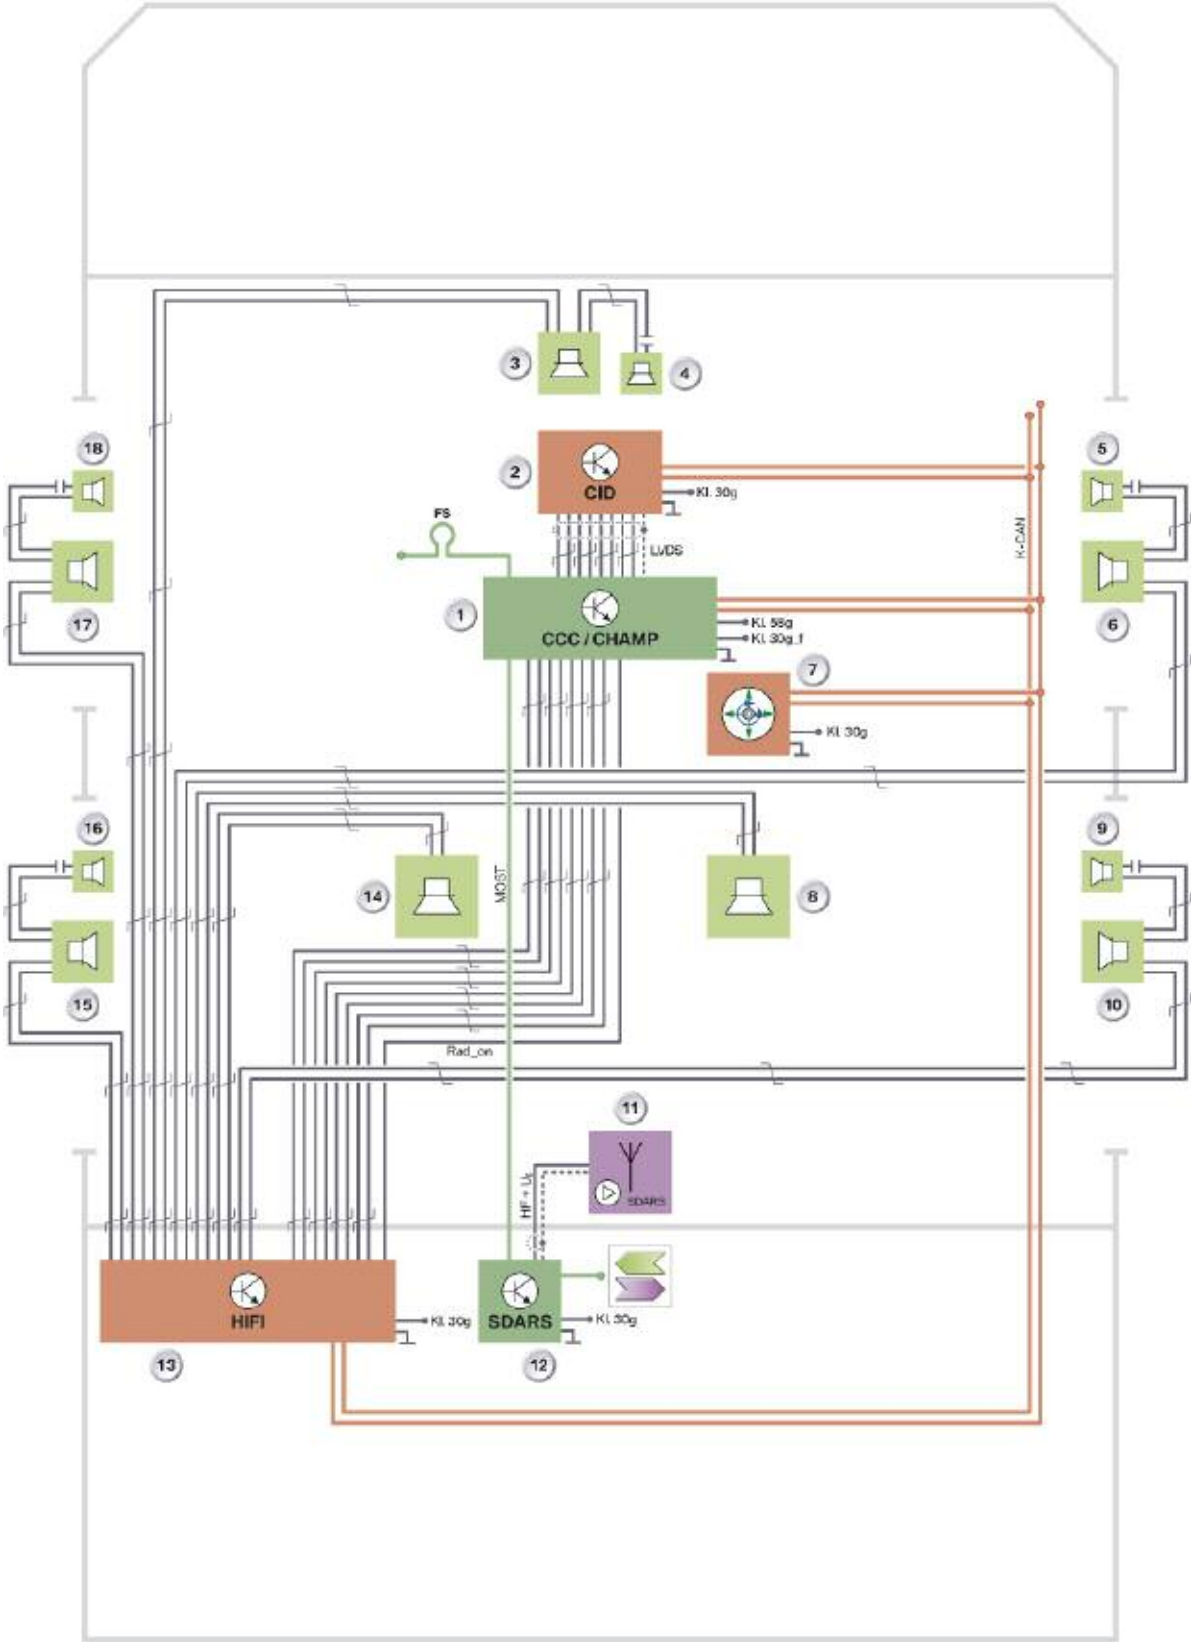 3
4
18
5
2
CID
Kl. 30g
FS
K-CAN
LVDS
1
CCC / CHAMP
Kl. 58g
Kl. 30g_f
17
6
7
Kl. 30g
16
9
14
MOST
8
15
10
Rad_on
11
HF + U
SDARS
HIFI
Kl. 30g
SDARS
Kl. 30g
13
12